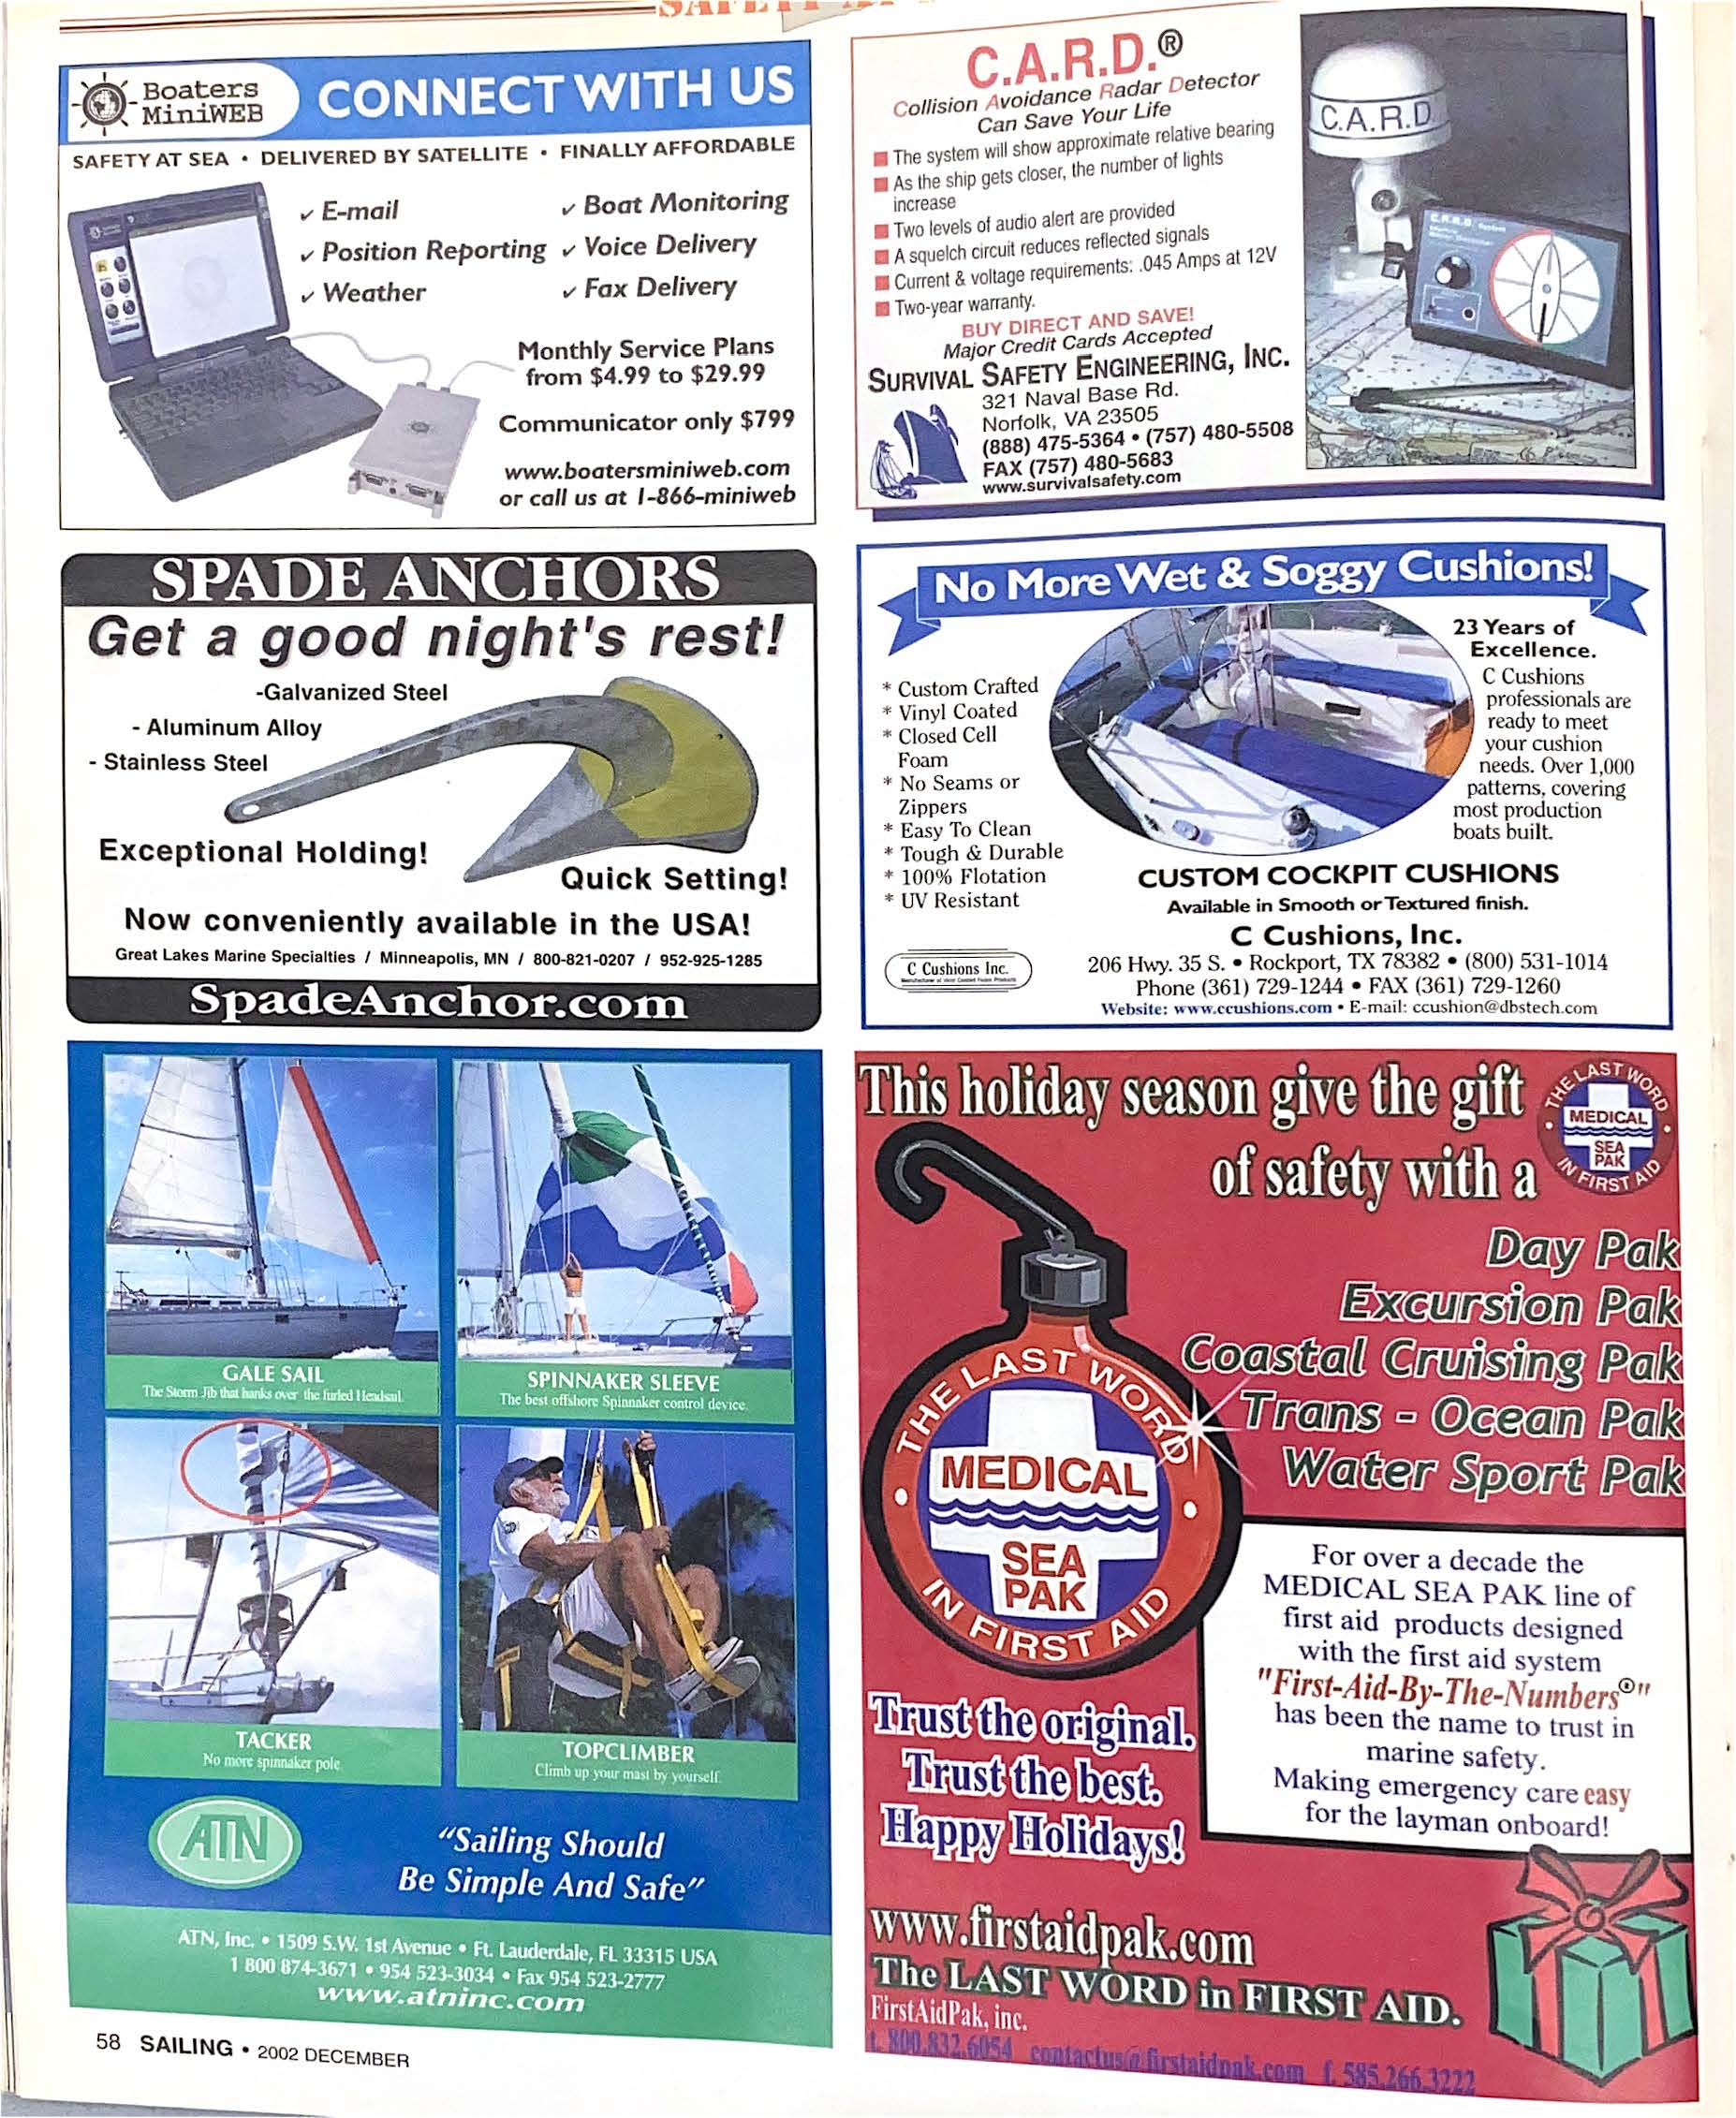 Boaters
MiniWEB
CONNECT WITH US
SAFETY AT SEA • DELIVERED BY SATELLITE • FINALLY AFFORDABLE
✓ E-mail
✓ Position Reporting
✓ Weather
✓ Boat Monitoring
✓ Voice Delivery
✓ Fax Delivery
Monthly Service Plans
from $4.99 to $29.99
Communicator only $799
www.boatersminiweb.com
or call us at 1-866-miniweb
C.A.R.D.®
Collision Avoidance Radar Detector
Can Save Your Life
The system will show approximate relative bearing
As the ship gets closer, the number of lights
increase
Two levels of audio alert are provided
A squelch circuit reduces reflected signals
Current & voltage requirements: .045 Amps at 12V
Two-year warranty.
BUY DIRECT AND SAVE!
Major Credit Cards Accepted
SURVIVAL SAFETY ENGINEERING, INC.
321 Naval Base Rd.
Norfolk, VA 23505
(888) 475-5364 • (757) 480-5508
FAX (757) 480-5683
www.survivalsafety.com
C.A.R.D
C.A.R.D. System
SPADE ANCHORS
Get a good night's rest!
-Galvanized Steel
- Aluminum Alloy
- Stainless Steel
Exceptional Holding!
Quick Setting!
Now conveniently available in the USA!
Great Lakes Marine Specialties / Minneapolis, MN / 800-821-0207 / 952-925-1285
SpadeAnchor.com
No More Wet & Soggy Cushions!
* Custom Crafted
* Vinyl Coated
* Closed Cell
Foam
* No Seams or
Zippers
* Easy To Clean
* Tough & Durable
* 100% Flotation
* UV Resistant
23 Years of
Excellence.
C Cushions
professionals are
ready to meet
your cushion
needs. Over 1,000
patterns, covering
most production
boats built.
CUSTOM COCKPIT CUSHIONS
Available in Smooth or Textured finish.
C Cushions, Inc.
C Cushions Inc.
206 Hwy. 35 S. • Rockport, TX 78382 • (800) 531-1014
Phone (361) 729-1244 • FAX (361) 729-1260
Website: www.ccushions.com • E-mail: ccushion@dbstech.com
GALE SAIL
The Storm Jib that hanks over the furled Headsail.
SPINNAKER SLEEVE
The best offshore Spinnaker control device.
TACKER
No more spinnaker pole
TOPCLIMBER
Climb up your mast by yourself.
ATN
“Sailing Should
Be Simple And Safe”
ATN, Inc. • 1509 S.W. 1st Avenue • Ft. Lauderdale, FL 33315 USA
1 800 874-3671 • 954 523-3034 • Fax 954 523-2777
www.atninc.com
This holiday season give the gift
of safety with a
THE LAST WORD
MEDICAL
SEA
PAK
IN FIRST AID
Day Pak
Excursion Pak
Coastal Cruising Pak
Trans - Ocean Pak
Water Sport Pak
THE LAST WORD
MEDICAL
SEA
PAK
IN FIRST AID
For over a decade the
MEDICAL SEA PAK line of
first aid products designed
with the first aid system
"First-Aid-By-The-Numbers®"
has been the name to trust in
marine safety.
Making emergency care easy
for the layman onboard!
Trust the original.
Trust the best.
Happy Holidays!
www.firstaidpak.com
The LAST WORD in FIRST AID.
FirstAidPak, inc.
t. 800.832.6054 contactus@firstaidpak.com f. 585.266.3222
58 SAILING • 2002 DECEMBER